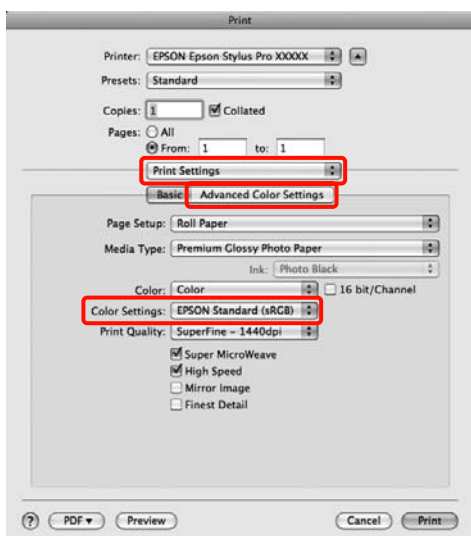 Print
Printer: EPSON Epson Stylus Pro XXXXX
Presets: Standard
Copies: 1 Collated
Pages: All
From: 1 to: 1
Print Settings
Basic Advanced Color Settings
Page Setup: Roll Paper
Media Type: Premium Glossy Photo Paper
Ink: Photo Black
Color: Color 16 bit/Channel
Color Settings: EPSON Standard (sRGB)
Print Quality: SuperFine - 1440dpi
Super MicroWeave
High Speed
Mirror Image
Finest Detail
? PDF Preview Cancel Print